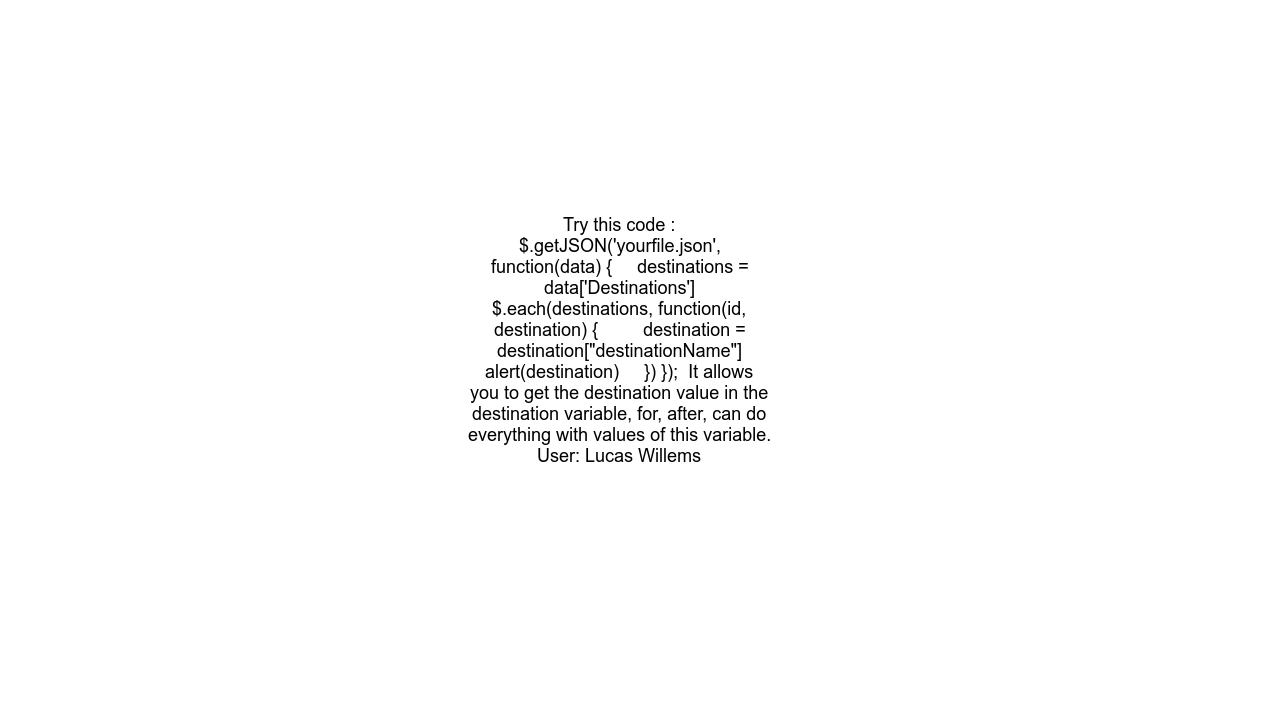 Try this code :
$.getJSON('yourfile.json',
function(data) {     destinations =
data['Destinations']
$.each(destinations, function(id,
destination) {         destination =
destination["destinationName"]
alert(destination)     }) });  It allows
you to get the destination value in the
destination variable, for, after, can do
everything with values of this variable.
User: Lucas Willems